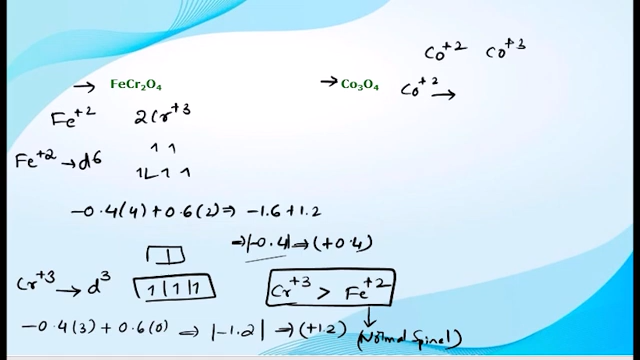 Co+2 Co+3
→ FeCr2O4
→ Co3O4 Co+2 →
Fe+2 2Cr+3
Fe+2 → d6
1 1
1L 1 1
-0.4(4) + 0.6(2) ⇒ -1.6 + 1.2
⇒ |-0.4| ⇒ (+0.4)
Cr+3 → d3
1|1|1
Cr+3 > Fe+2
-0.4(3) + 0.6(0) ⇒ |-1.2| ⇒ (+1.2)
(Normal Spinal)